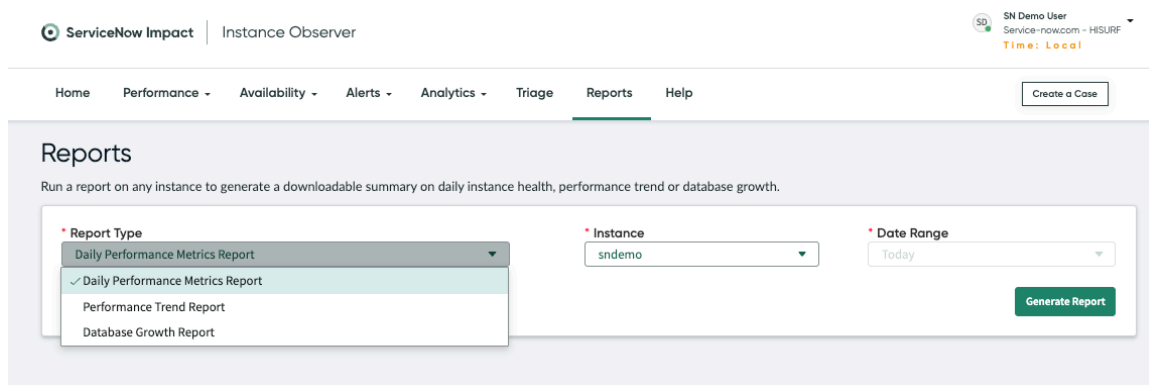 ServiceNow Impact | Instance Observer
SD
SN Demo User
Service-now.com - HISURF
Time: Local
Home Performance Availability Alerts Analytics Triage Reports Help Create a Case
Reports
Run a report on any instance to generate a downloadable summary on daily instance health, performance trend or database growth.
* Report Type * Instance * Date Range
Daily Performance Metrics Report sndemo Today
Daily Performance Metrics Report
Performance Trend Report
Database Growth Report
Generate Report